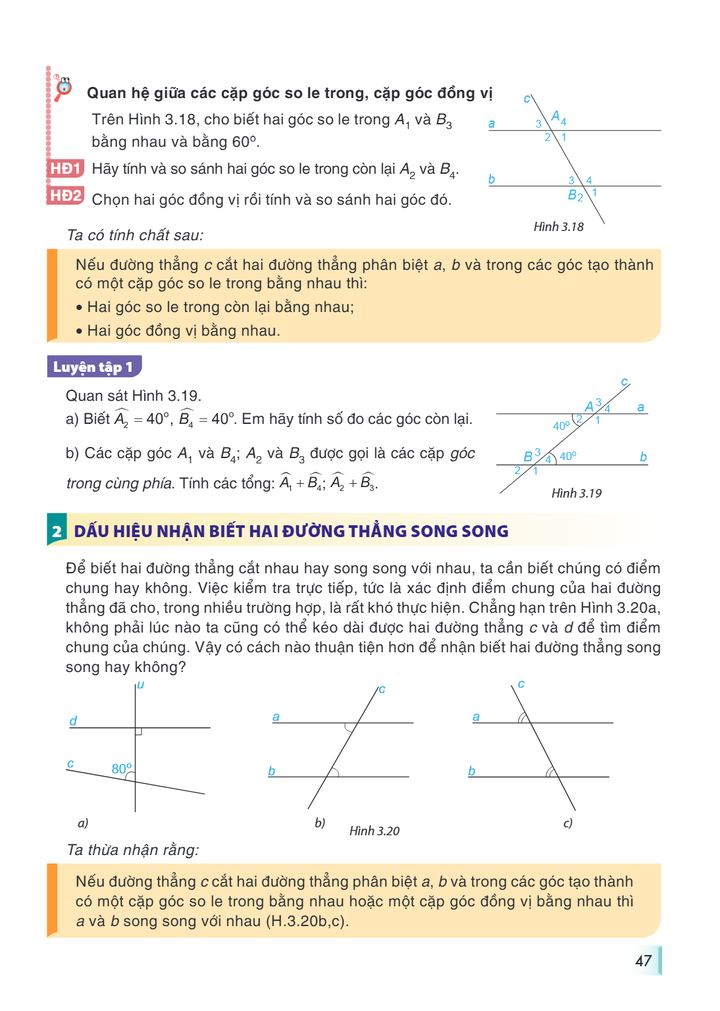 Quan hệ giữa các cặp góc so le trong, cặp góc đồng vị
Trên Hình 3.18, cho biết hai góc so le trong A₁ và B₃
bằng nhau và bằng 60º.
HĐ1 Hãy tính và so sánh hai góc so le trong còn lại A₂ và B₄.
HĐ2 Chọn hai góc đồng vị rồi tính và so sánh hai góc đó.
c
a 3 A 4
2 1
b 3 4
B 2 1
Hình 3.18
Ta có tính chất sau:
Nếu đường thẳng c cắt hai đường thẳng phân biệt a, b và trong các góc tạo thành
có một cặp góc so le trong bằng nhau thì:
• Hai góc so le trong còn lại bằng nhau;
• Hai góc đồng vị bằng nhau.
Luyện tập 1
Quan sát Hình 3.19.
a) Biết Â₂ = 40º, B̂₄ = 40º. Em hãy tính số đo các góc còn lại.
b) Các cặp góc A₁ và B₄; A₂ và B₃ được gọi là các cặp góc
trong cùng phía. Tính các tổng: Â₁ + B̂₄; Â₂ + B̂₃.
c
A 3 4 a
40º 2 1
B 3 4 40º b
2 1
Hình 3.19
2 DẤU HIỆU NHẬN BIẾT HAI ĐƯỜNG THẲNG SONG SONG
Để biết hai đường thẳng cắt nhau hay song song với nhau, ta cần biết chúng có điểm
chung hay không. Việc kiểm tra trực tiếp, tức là xác định điểm chung của hai đường
thẳng đã cho, trong nhiều trường hợp, là rất khó thực hiện. Chẳng hạn trên Hình 3.20a,
không phải lúc nào ta cũng có thể kéo dài được hai đường thẳng c và d để tìm điểm
chung của chúng. Vậy có cách nào thuận tiện hơn để nhận biết hai đường thẳng song
song hay không?
u
d
c 80º
a)
c
a
b
b)
c
a
b
c)
Hình 3.20
Ta thừa nhận rằng:
Nếu đường thẳng c cắt hai đường thẳng phân biệt a, b và trong các góc tạo thành
có một cặp góc so le trong bằng nhau hoặc một cặp góc đồng vị bằng nhau thì
a và b song song với nhau (H.3.20b,c).
47